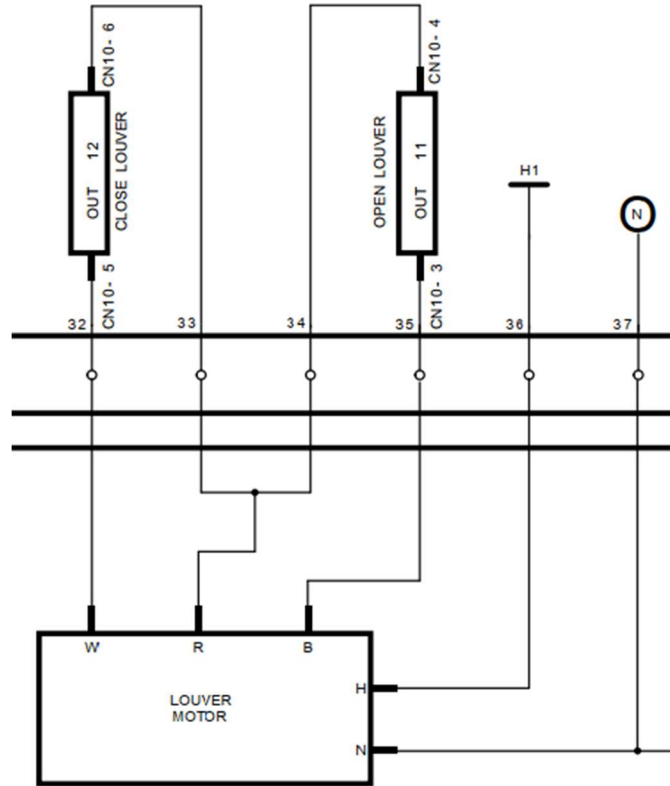 CN10- 6
OUT 12
CLOSE LOUVER
CN10- 5
CN10- 4
OPEN LOUVER
OUT 11
CN10- 3
H1
N
32
33
34
35
36
37
W
R
B
H
LOUVER
MOTOR
N